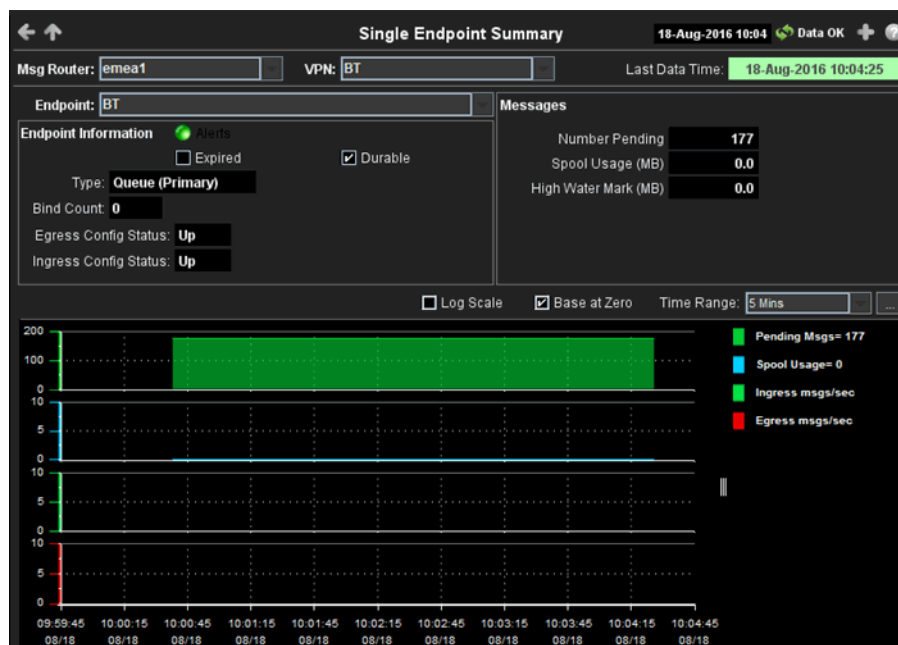 Single Endpoint Summary 18-Aug-2016 10:04 Data OK
Msg Router: emea1 VPN: BT Last Data Time: 18-Aug-2016 10:04:25
Endpoint: BT
Messages
Endpoint Information Alerts
Expired Durable
Type: Queue (Primary)
Bind Count: 0
Egress Config Status: Up
Ingress Config Status: Up
Number Pending 177
Spool Usage (MB) 0.0
High Water Mark (MB) 0.0
Log Scale Base at Zero Time Range: 5 Mins ...
200
100
0
10
5
0
10
5
0
10
5
0
Pending Msgs= 177
Spool Usage= 0
Ingress msgs/sec
Egress msgs/sec
09:59:45 10:00:15 10:00:45 10:01:15 10:01:45 10:02:15 10:02:45 10:03:15 10:03:45 10:04:15 10:04:45
08/18 08/18 08/18 08/18 08/18 08/18 08/18 08/18 08/18 08/18 08/18